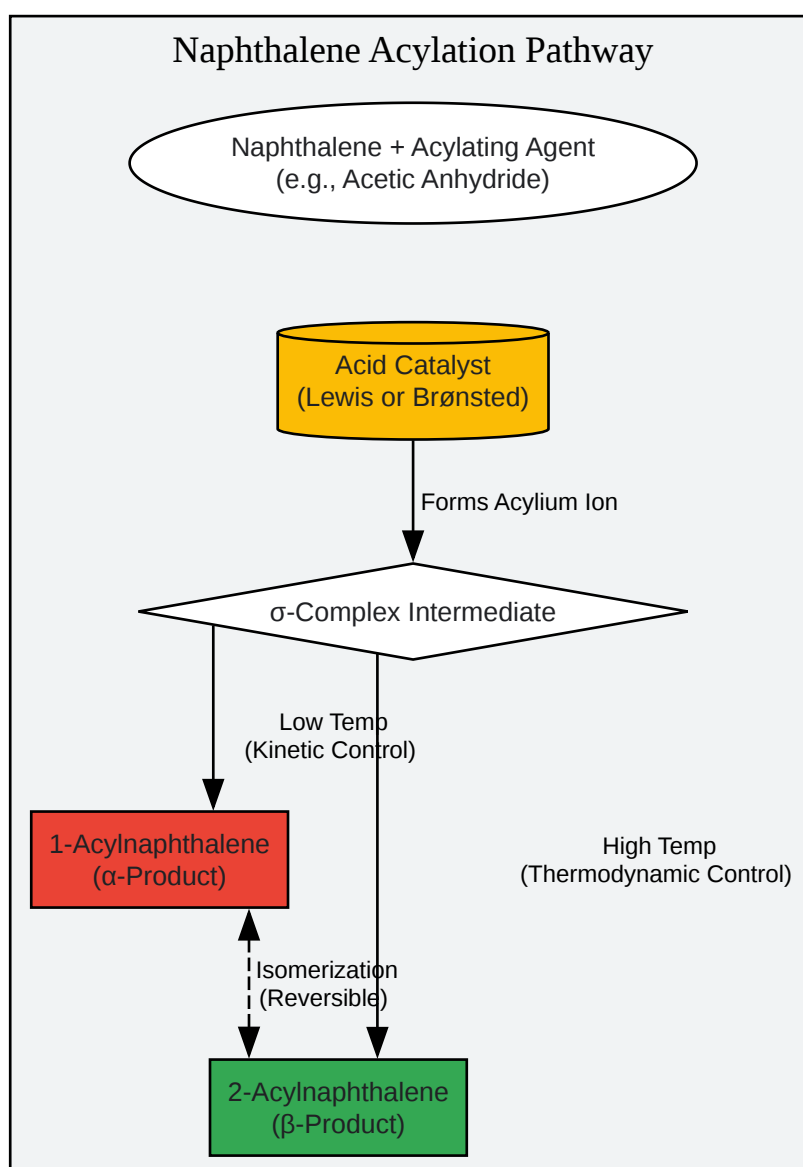 Naphthalene Acylation Pathway
Naphthalene + Acylating Agent
(e.g., Acetic Anhydride)
Acid Catalyst
(Lewis or Brønsted)
Forms Acylium Ion
σ-Complex Intermediate
Low Temp
(Kinetic Control)
1-Acylnaphthalene
(α-Product)
High Temp
(Thermodynamic Control)
Isomerization
(Reversible)
2-Acylnaphthalene
(β-Product)